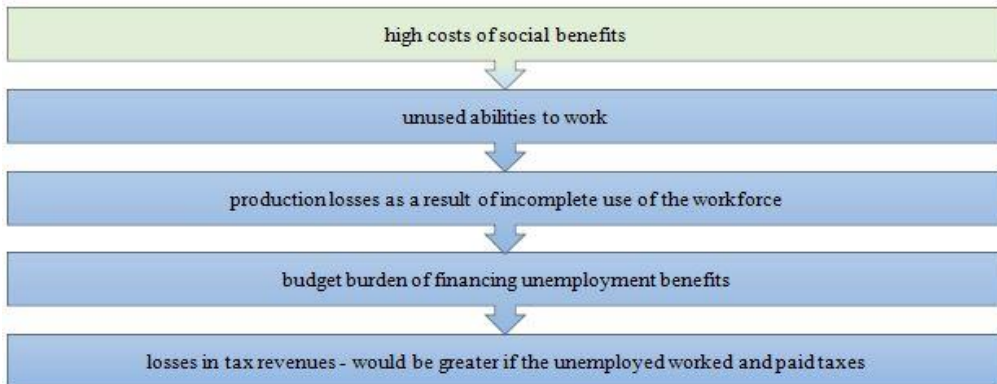 high costs of social benefits
unused abilities to work
production losses as a result of incomplete use of the workforce
budget burden of financing unemployment benefits
losses in tax revenues - would be greater if the unemployed worked and paid taxes